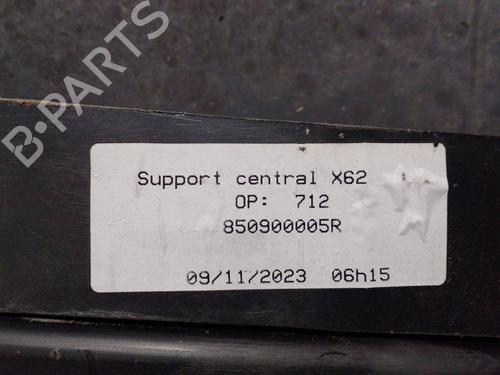 B-PARTS
Support central X62
OP: 712
850900005R
09/11/2023 06h15